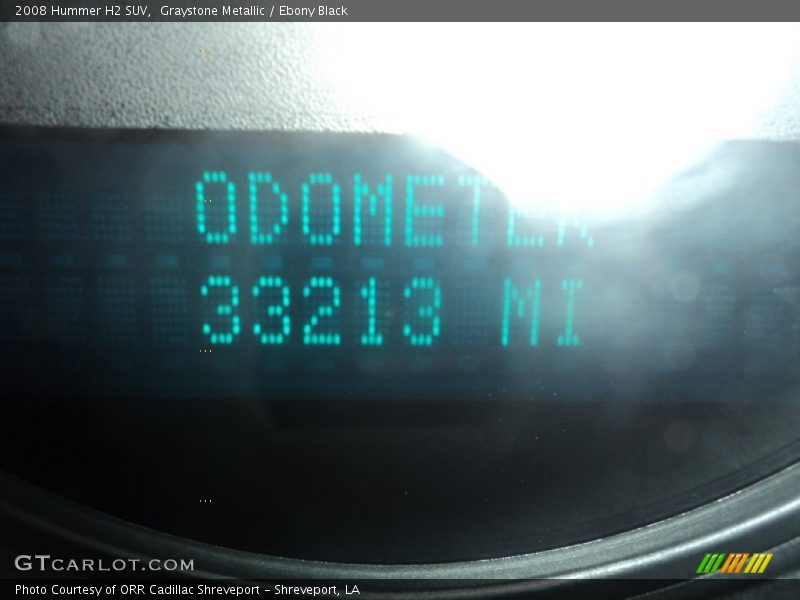 2008 Hummer H2 SUV,  Graystone Metallic / Ebony Black
ODOMETER
33213 MI
GTCARLOT.COM
Photo Courtesy of ORR Cadillac Shreveport - Shreveport, LA